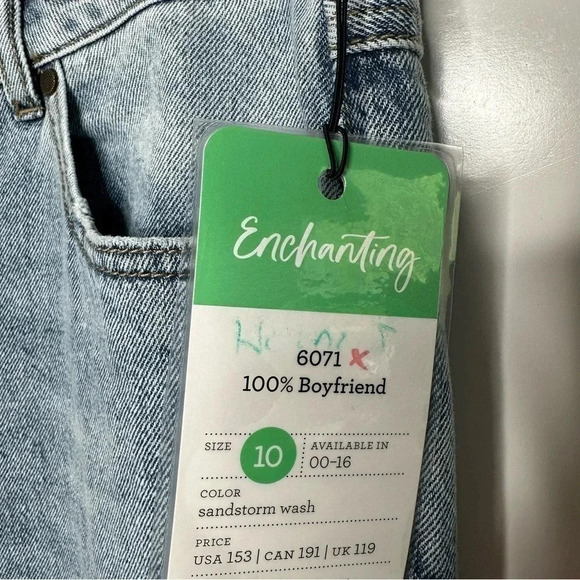 Enchanting
6071 x
100% Boyfriend
SIZE 10 AVAILABLE IN
00-16
COLOR
sandstorm wash
PRICE
USA 153 | CAN 191 | UK 119